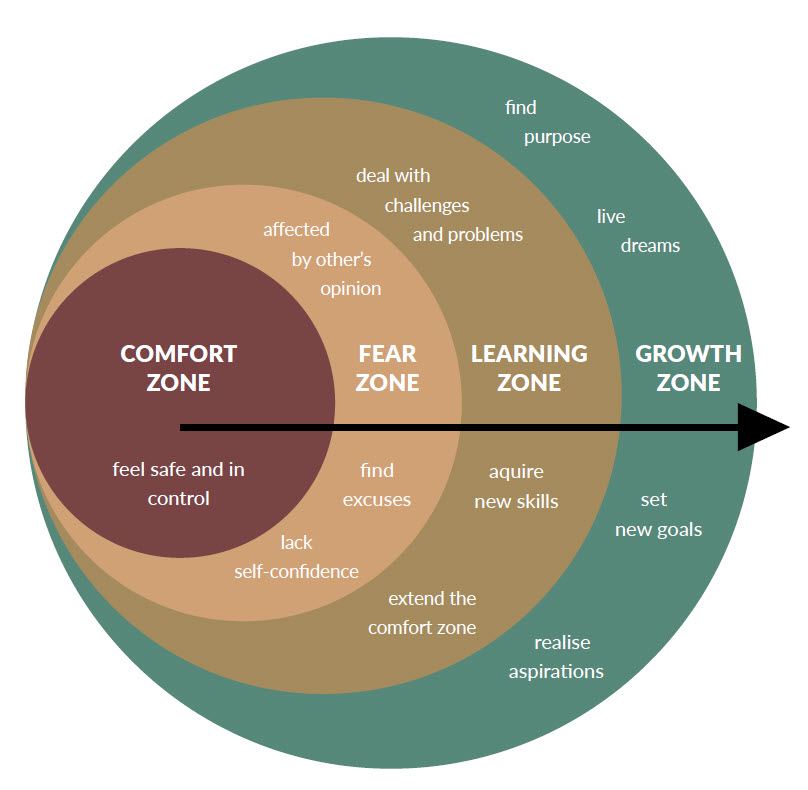 COMFORT
ZONE
feel safe and in
control
FEAR
ZONE
affected
by other's
opinion
find
excuses
lack
self-confidence
LEARNING
ZONE
deal with
challenges
and problems
aquire
new skills
extend the
comfort zone
GROWTH
ZONE
find
purpose
live
dreams
set
new goals
realise
aspirations